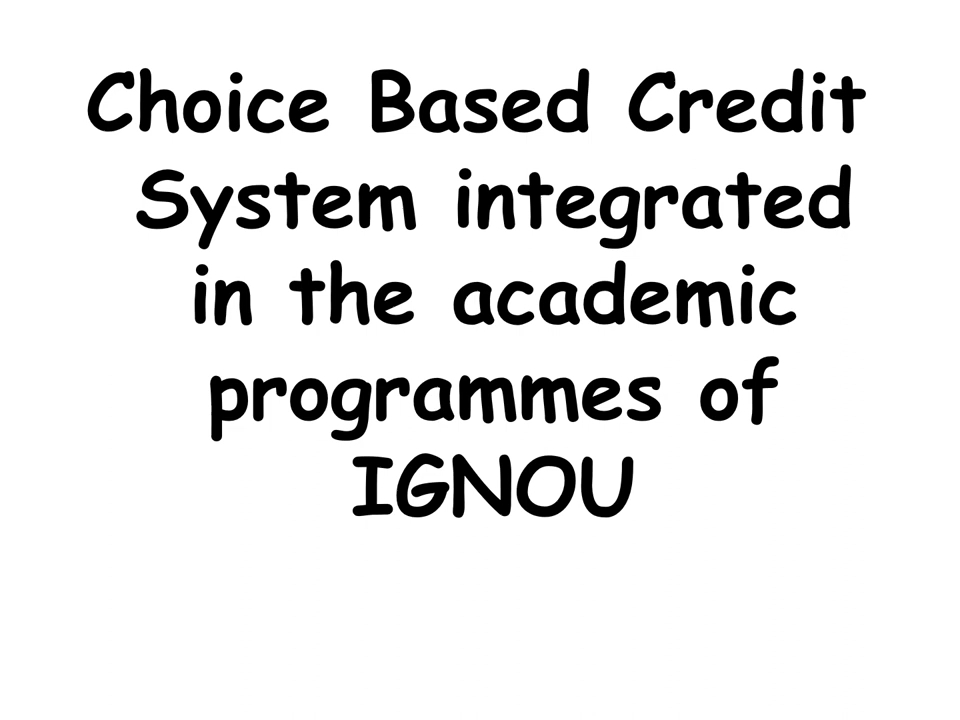 Choice Based Credit
System integrated
in the academic
programmes of
IGNOU